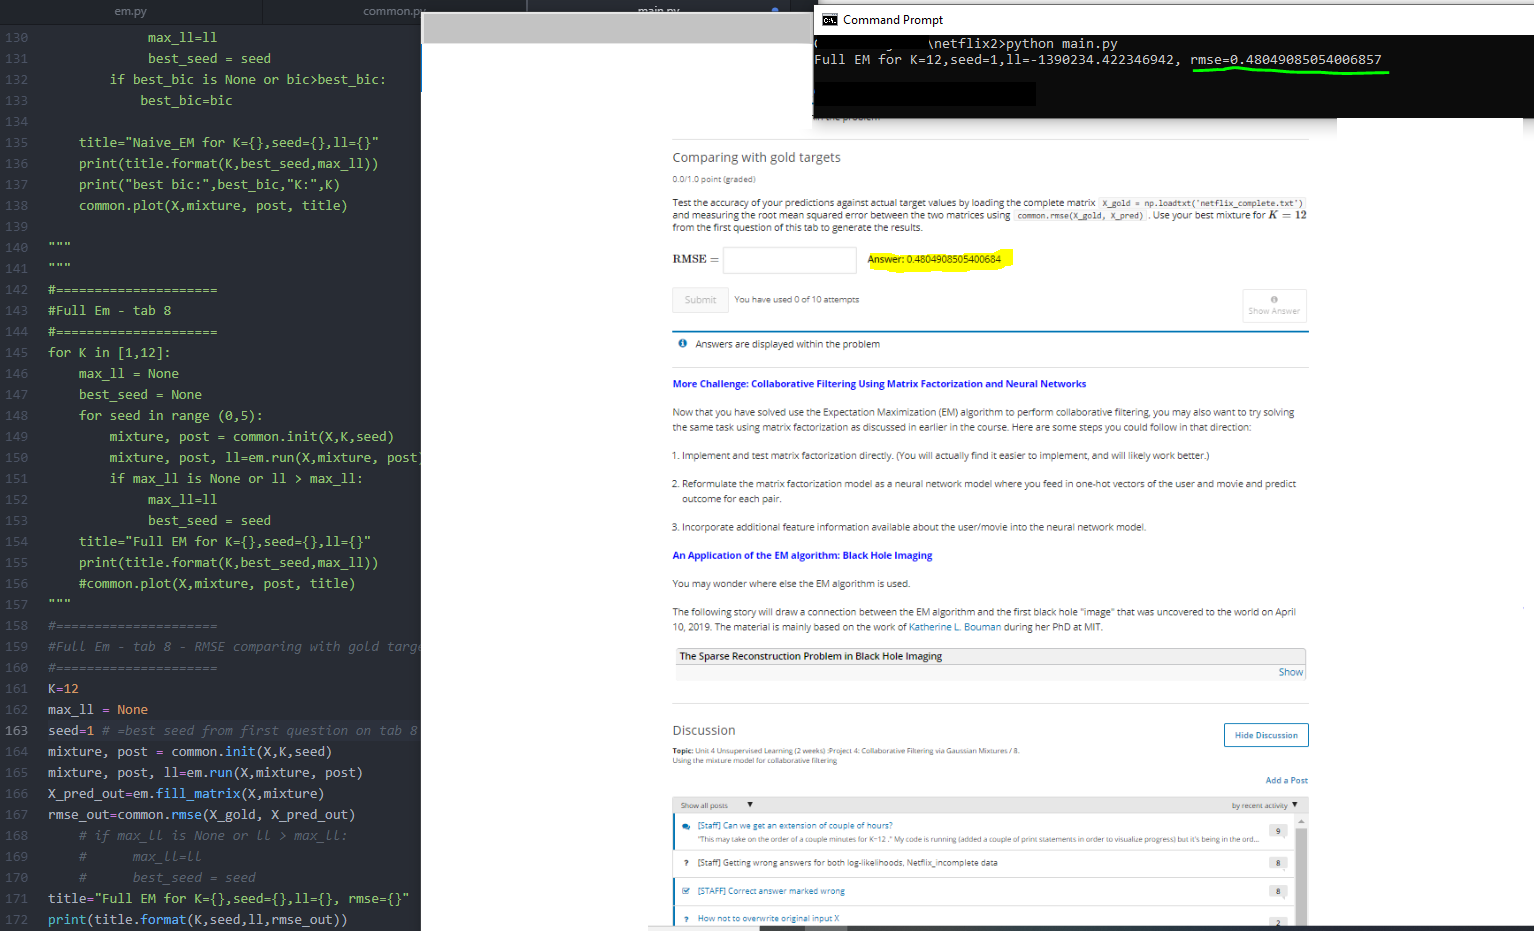 em.py
common.py
main.py
130 max_ll=ll
131 best_seed = seed
132 if best_bic is None or bic>best_bic:
133 best_bic=bic
134
135 title="Naive_EM for K={},seed={},ll={}"
136 print(title.format(K,best_seed,max_ll))
137 print("best bic:",best_bic,"K:",K)
138 common.plot(X,mixture, post, title)
139
140 """
141 """
142 #=====================
143 #Full Em - tab 8
144 #=====================
145 for K in [1,12]:
146 max_ll = None
147 best_seed = None
148 for seed in range (0,5):
149 mixture, post = common.init(X,K,seed)
150 mixture, post, ll=em.run(X,mixture, post
151 if max_ll is None or ll > max_ll:
152 max_ll=ll
153 best_seed = seed
154 title="Full EM for K={},seed={},ll={}"
155 print(title.format(K,best_seed,max_ll))
156 #common.plot(X,mixture, post, title)
157 """
158 #=====================
159 #Full Em - tab 8 - RMSE comparing with gold targe
160 #=====================
161 K=12
162 max_ll = None
163 seed=1 # =best seed from first question on tab 8
164 mixture, post = common.init(X,K,seed)
165 mixture, post, ll=em.run(X,mixture, post)
166 X_pred_out=em.fill_matrix(X,mixture)
167 rmse_out=common.rmse(X_gold, X_pred_out)
168 # if max_ll is None or ll > max_ll:
169 # max_ll=ll
170 # best_seed = seed
171 title="Full EM for K={},seed={},ll={}, rmse={}"
172 print(title.format(K,seed,ll,rmse_out))
Command Prompt
\netflix2>python main.py
Full EM for K=12,seed=1,ll=-1390234.422346942, rmse=0.48049085054006857
in the problem
Comparing with gold targets
0.0/1.0 point (graded)
Test the accuracy of your predictions against actual target values by loading the complete matrix X_gold = np.loadtxt('netflix_complete.txt')
and measuring the root mean squared error between the two matrices using common.rmse(X_gold, X_pred) . Use your best mixture for K = 12
from the first question of this tab to generate the results.
RMSE = Answer: 0.4804908505400684
Submit You have used 0 of 10 attempts
Show Answer
Answers are displayed within the problem
More Challenge: Collaborative Filtering Using Matrix Factorization and Neural Networks
Now that you have solved use the Expectation Maximization (EM) algorithm to perform collaborative filtering, you may also want to try solving
the same task using matrix factorization as discussed in earlier in the course. Here are some steps you could follow in that direction:
1. Implement and test matrix factorization directly. (You will actually find it easier to implement, and will likely work better.)
2. Reformulate the matrix factorization model as a neural network model where you feed in one-hot vectors of the user and movie and predict
outcome for each pair.
3. Incorporate additional feature information available about the user/movie into the neural network model.
An Application of the EM algorithm: Black Hole Imaging
You may wonder where else the EM algorithm is used.
The following story will draw a connection between the EM algorithm and the first black hole "image" that was uncovered to the world on April
10, 2019. The material is mainly based on the work of Katherine L. Bouman during her PhD at MIT.
The Sparse Reconstruction Problem in Black Hole Imaging
Show
Discussion
Hide Discussion
Topic: Unit 4 Unsupervised Learning (2 weeks) :Project 4: Collaborative Filtering via Gaussian Mixtures / 8.
Using the mixture model for collaborative filtering
Add a Post
Show all posts
by recent activity
[Staff] Can we get an extension of couple of hours?
9
"This may take on the order of a couple minutes for K=12 ." My code is running (added a couple of print statements in order to visualize progress) but it's being in the ord...
? [Staff] Getting wrong answers for both log-likelihoods, Netflix_incomplete data
8
[STAFF] Correct answer marked wrong
8
? How not to overwrite original input X
2